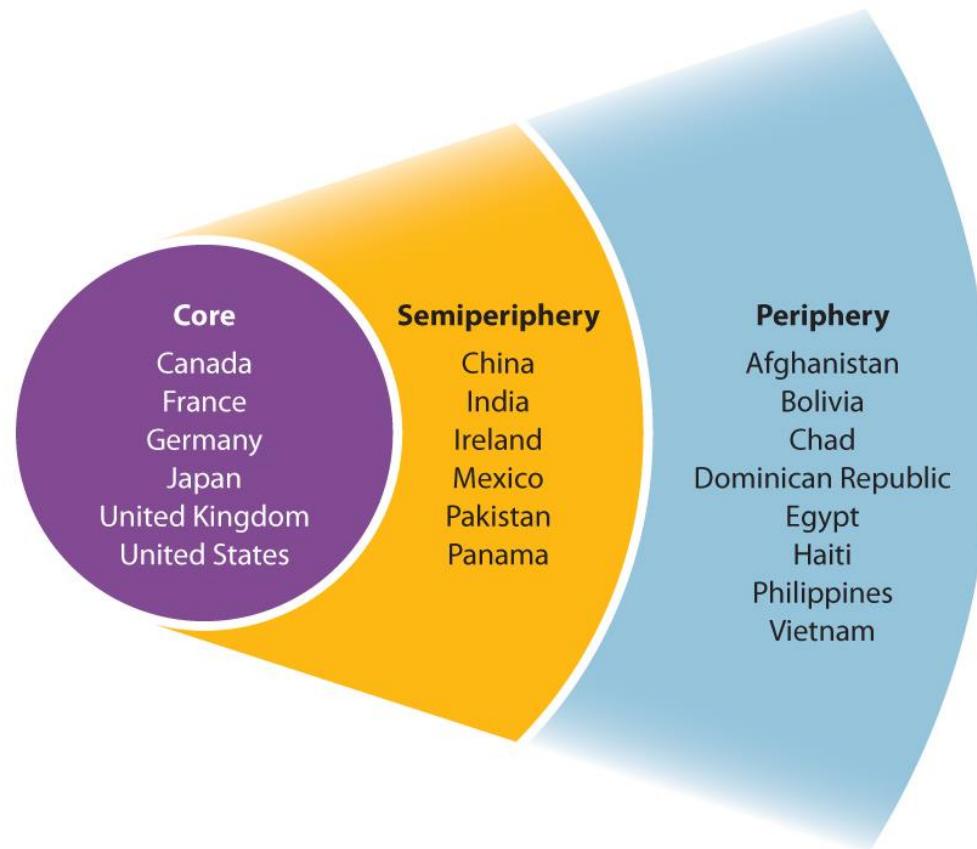 Core
Canada
France
Germany
Japan
United Kingdom
United States
Semiperiphery
China
India
Ireland
Mexico
Pakistan
Panama
Periphery
Afghanistan
Bolivia
Chad
Dominican Republic
Egypt
Haiti
Philippines
Vietnam